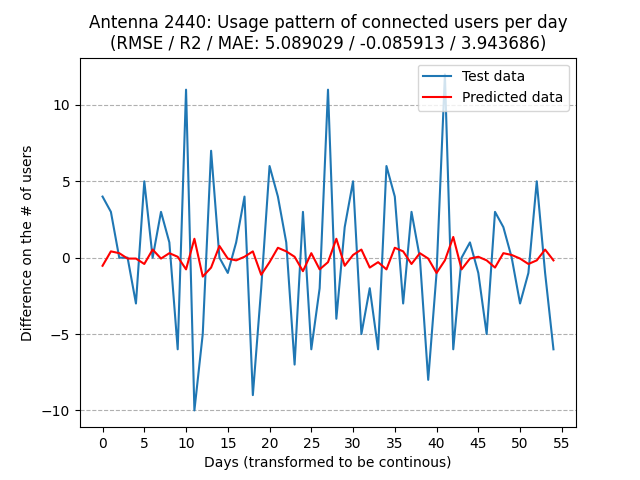 Antenna 2440: Usage pattern of connected users per day
(RMSE / R2 / MAE: 5.089029 / -0.085913 / 3.943686)
Test data
Predicted data
Difference on the # of users
10
5
0
−5
−10
0 5 10 15 20 25 30 35 40 45 50 55
Days (transformed to be continous)